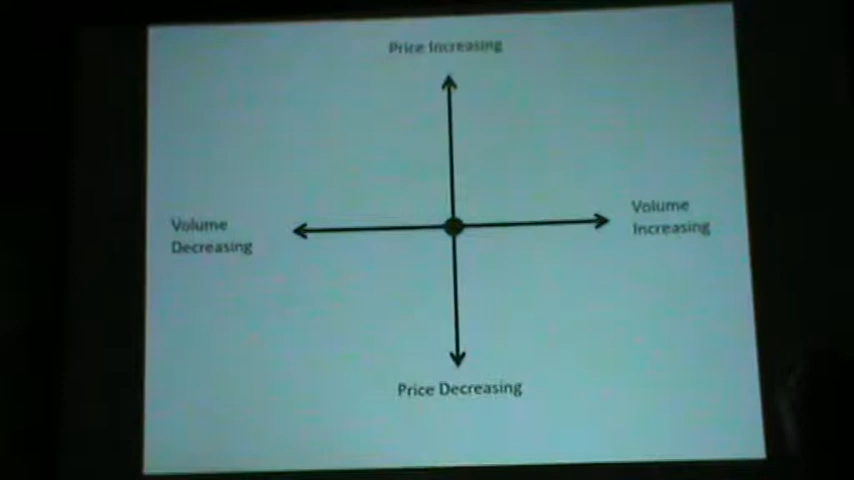 Price Increasing
Volume
Decreasing
Volume
Increasing
Price Decreasing